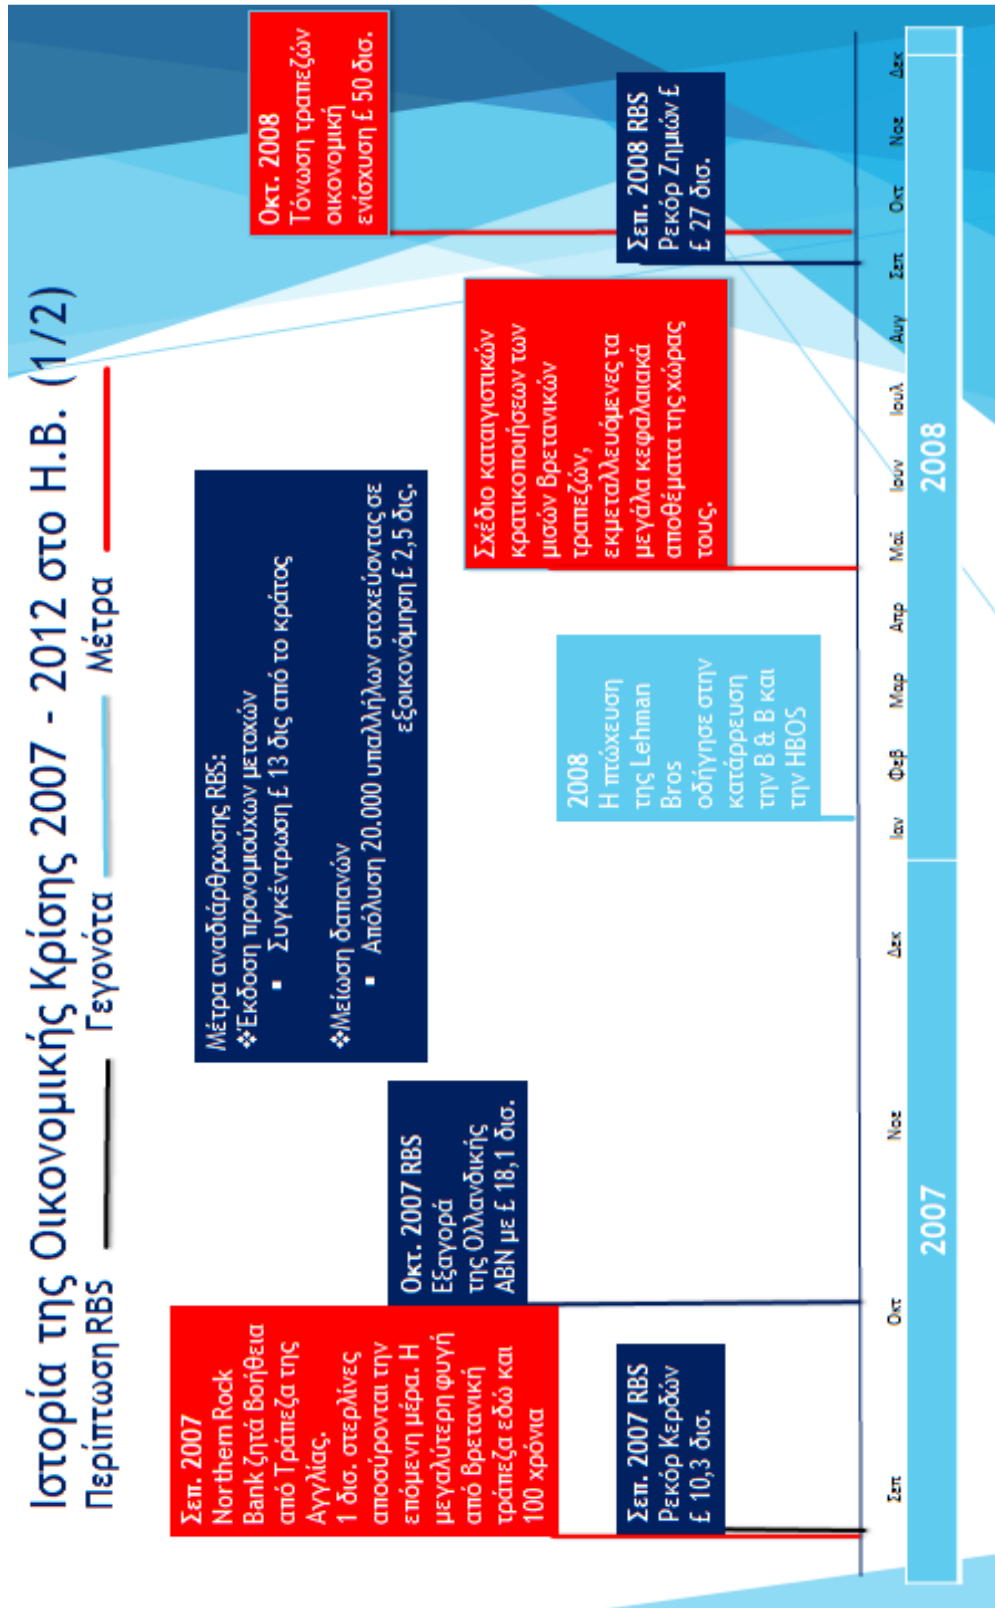 Ιστορία της Οικονομικής Κρίσης 2007 - 2012 στο Η.Β. (1/2)
Περίπτωση RBS
Γεγονότα
Μέτρα
Σεπ. 2007
Northern Rock
Bank ζητά βοήθεια
από Τράπεζα της
Αγγλίας.
1 δισ. στερλίνες
αποσύρονται την
επόμενη μέρα. Η
μεγαλύτερη φυγή
από Βρετανική
τράπεζα εδώ και
100 χρόνια
Σεπ. 2007 RBS
Ρεκόρ Κερδών
£ 10,3 δισ.
Οκτ. 2007 RBS
Εξαγορά
της Ολλανδικής
ABN με £ 18,1 δισ.
Μέτρα αναδιάρθρωσης RBS:
❖Έκδοση προνομιούχων μετοχών
▪ Συγκέντρωση £ 13 δις από το κράτος
❖Μείωση δαπανών
▪ Απόλυση 20.000 υπαλλήλων στοχεύοντας σε
εξοικονόμηση £ 2,5 δις.
2008
Η πτώχευση
της Lehman
Bros
οδήγησε στην
κατάρρευση
την B & B και
την HBOS
Σχέδιο καταιγιστικών
κρατικοποιήσεων των
μισών Βρετανικών
τραπεζών,
εκμεταλλευόμενες τα
μεγάλα κεφαλαιακά
αποθέματα της χώρας
τους.
Σεπ. 2008 RBS
Ρεκόρ Ζημιών £
£ 27 δισ.
Οκτ. 2008
Τόνωση τραπεζών
οικονομική
ενίσχυση £ 50 δισ.
Σεπ Οκτ Νοε Δεκ Ιαν Φεβ Μαρ Απρ Μαϊ Ιουν Ιουλ Αυγ Σεπ Οκτ Νοε Δεκ
2007 2008